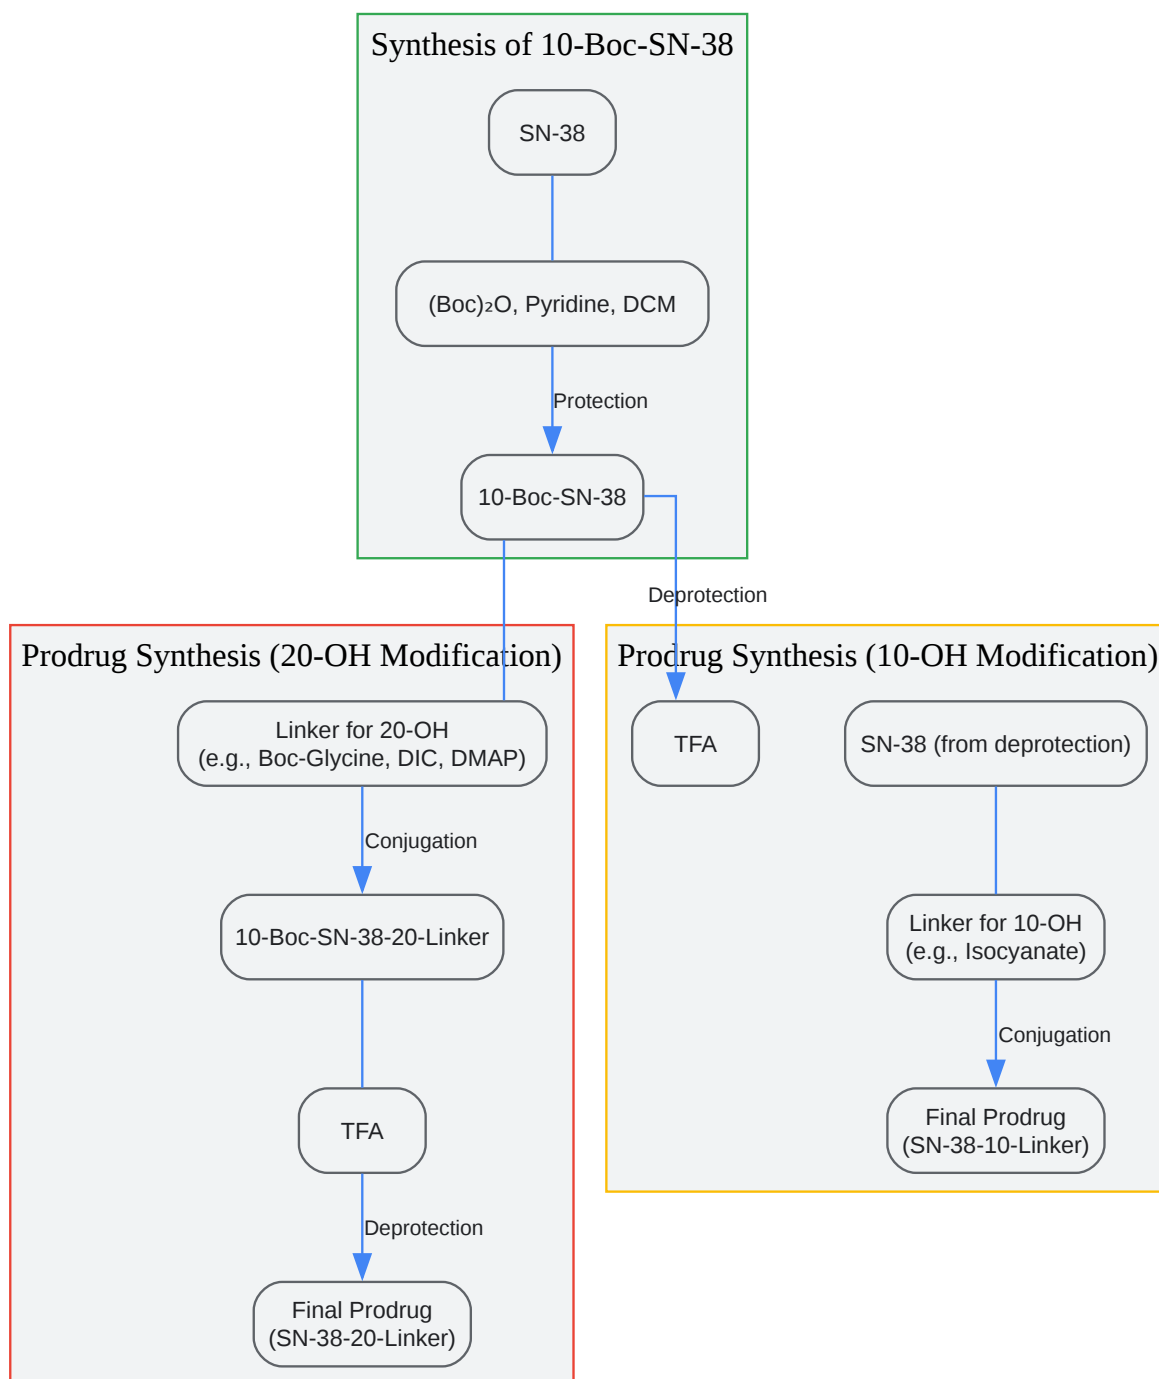 Synthesis of 10-Boc-SN-38
SN-38
(Boc)₂O, Pyridine, DCM
Protection
10-Boc-SN-38
Deprotection
Prodrug Synthesis (20-OH Modification)
Linker for 20-OH
(e.g., Boc-Glycine, DIC, DMAP)
Conjugation
10-Boc-SN-38-20-Linker
TFA
Deprotection
Final Prodrug
(SN-38-20-Linker)
Prodrug Synthesis (10-OH Modification)
TFA
SN-38 (from deprotection)
Linker for 10-OH
(e.g., Isocyanate)
Conjugation
Final Prodrug
(SN-38-10-Linker)